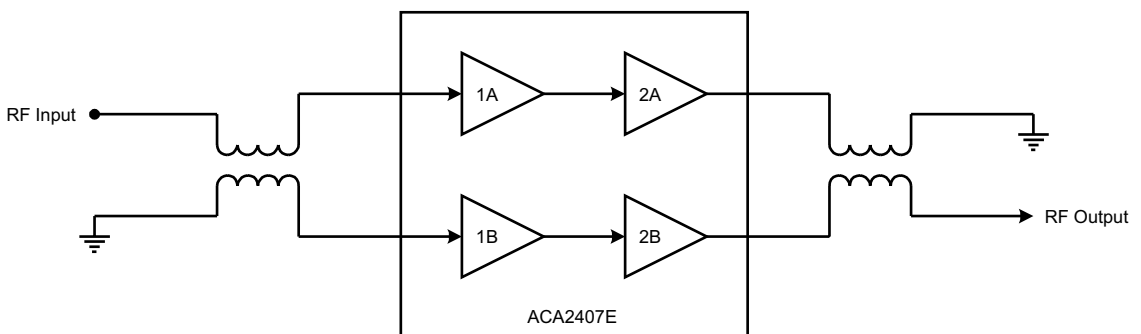 1A
2A
RF Input
1B
2B
RF Output
ACA2407E